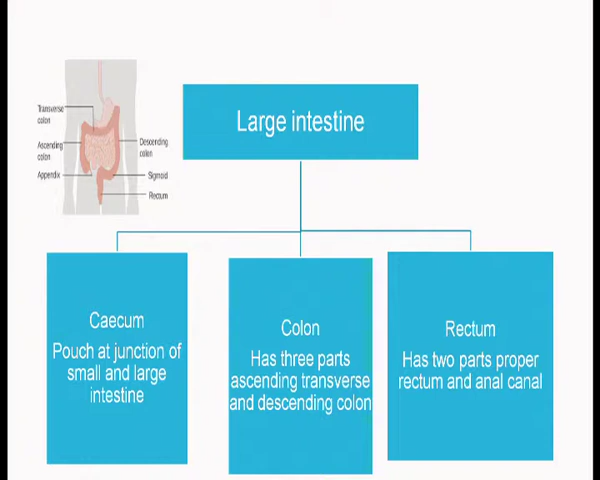 Large intestine
Transverse
colon
Ascending
colon
Appendix
Descending
colon
Sigmoid
Rectum
Caecum
Pouch at junction of
small and large
intestine
Colon
Has three parts
ascending transverse
and descending colon
Rectum
Has two parts proper
rectum and anal canal